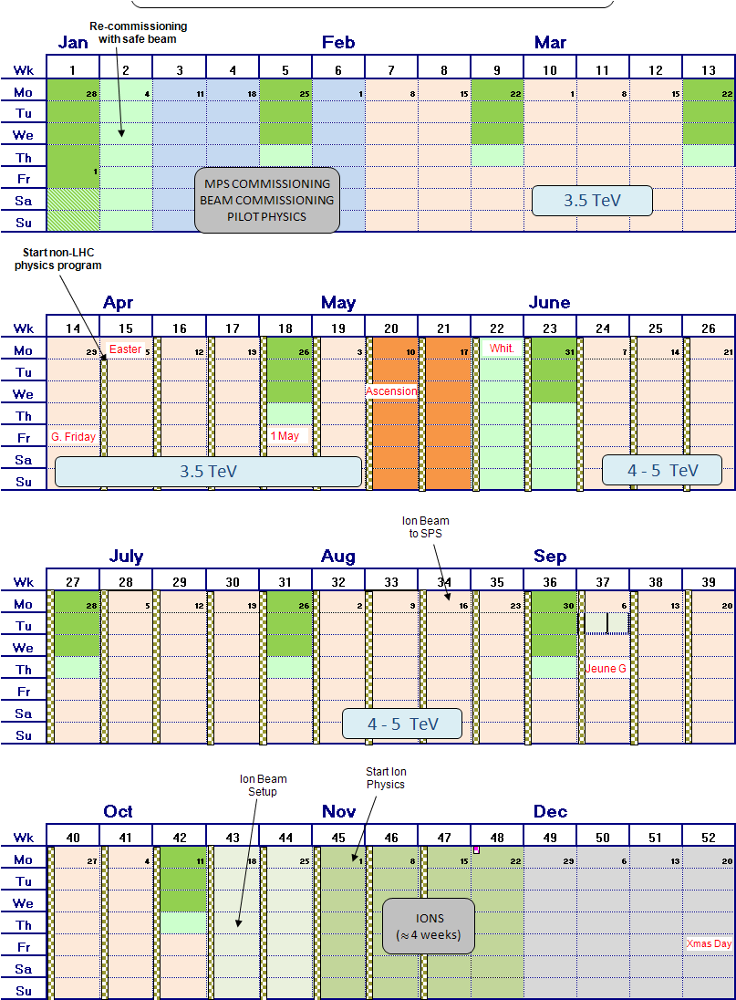 Re-commissioning
with safe beam
Jan Feb Mar
Wk 1 2 3 4 5 6 7 8 9 10 11 12 13
Mo 28 4 11 18 25 1 8 15 22 1 8 15 22
Tu
We
Th
Fr 1
Sa
Su
MPS COMMISSIONING
BEAM COMMISSIONING
PILOT PHYSICS
3.5 TeV
Start non-LHC
physics program
Apr May June
Wk 14 15 16 17 18 19 20 21 22 23 24 25 26
Mo 29 Easter 5 12 19 26 3 10 17 Whit. 31 7 14 21
Tu
We Ascension
Th
Fr G. Friday 1 May
Sa
Su
3.5 TeV
4 - 5 TeV
Ion Beam
to SPS
July Aug Sep
Wk 27 28 29 30 31 32 33 34 35 36 37 38 39
Mo 28 5 12 19 26 2 9 16 23 30 6 13 20
Tu
We
Th Jeune G
Fr
Sa
Su
4 - 5 TeV
Ion Beam
Setup
Start Ion
Physics
Oct Nov Dec
Wk 40 41 42 43 44 45 46 47 48 49 50 51 52
Mo 27 4 11 18 25 1 8 15 22 29 6 13 20
Tu
We
Th
Fr Xmas Day
Sa
Su
IONS
(≈ 4 weeks)